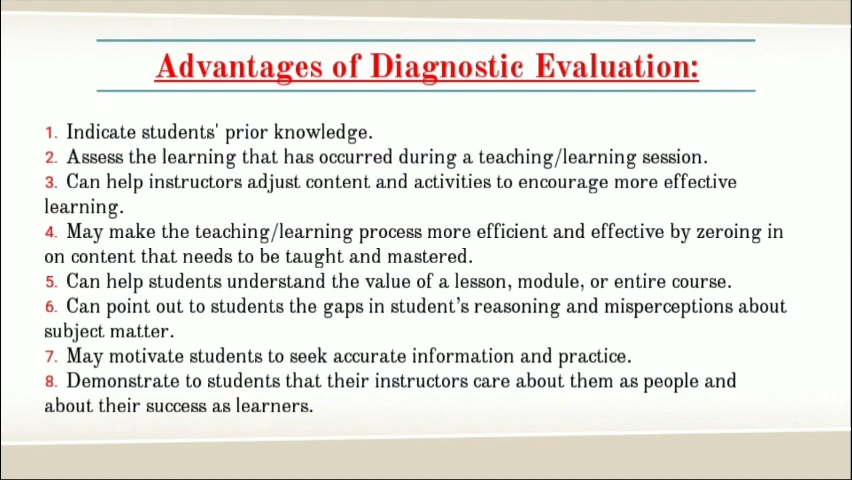 Advantages of Diagnostic Evaluation:
1. Indicate students' prior knowledge.
2. Assess the learning that has occurred during a teaching/learning session.
3. Can help instructors adjust content and activities to encourage more effective
learning.
4. May make the teaching/learning process more efficient and effective by zeroing in
on content that needs to be taught and mastered.
5. Can help students understand the value of a lesson, module, or entire course.
6. Can point out to students the gaps in student’s reasoning and misperceptions about
subject matter.
7. May motivate students to seek accurate information and practice.
8. Demonstrate to students that their instructors care about them as people and
about their success as learners.